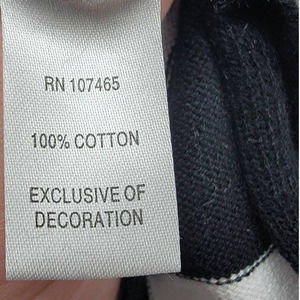 RN 107465
100% COTTON
EXCLUSIVE OF
DECORATION